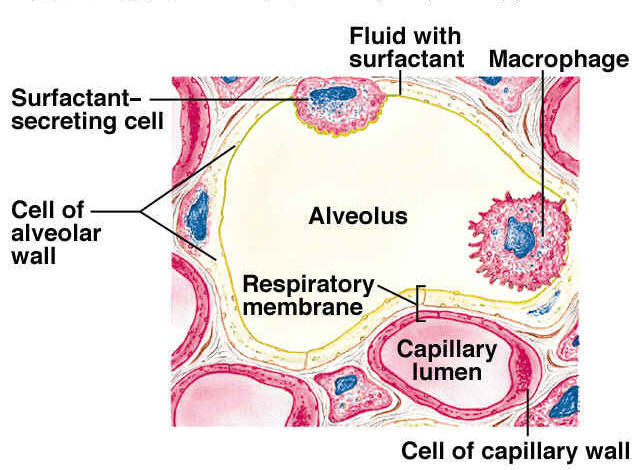 Fluid with
surfactant
Macrophage
Surfactant–
secreting cell
Cell of
alveolar
wall
Alveolus
Respiratory
membrane
Capillary
lumen
Cell of capillary wall